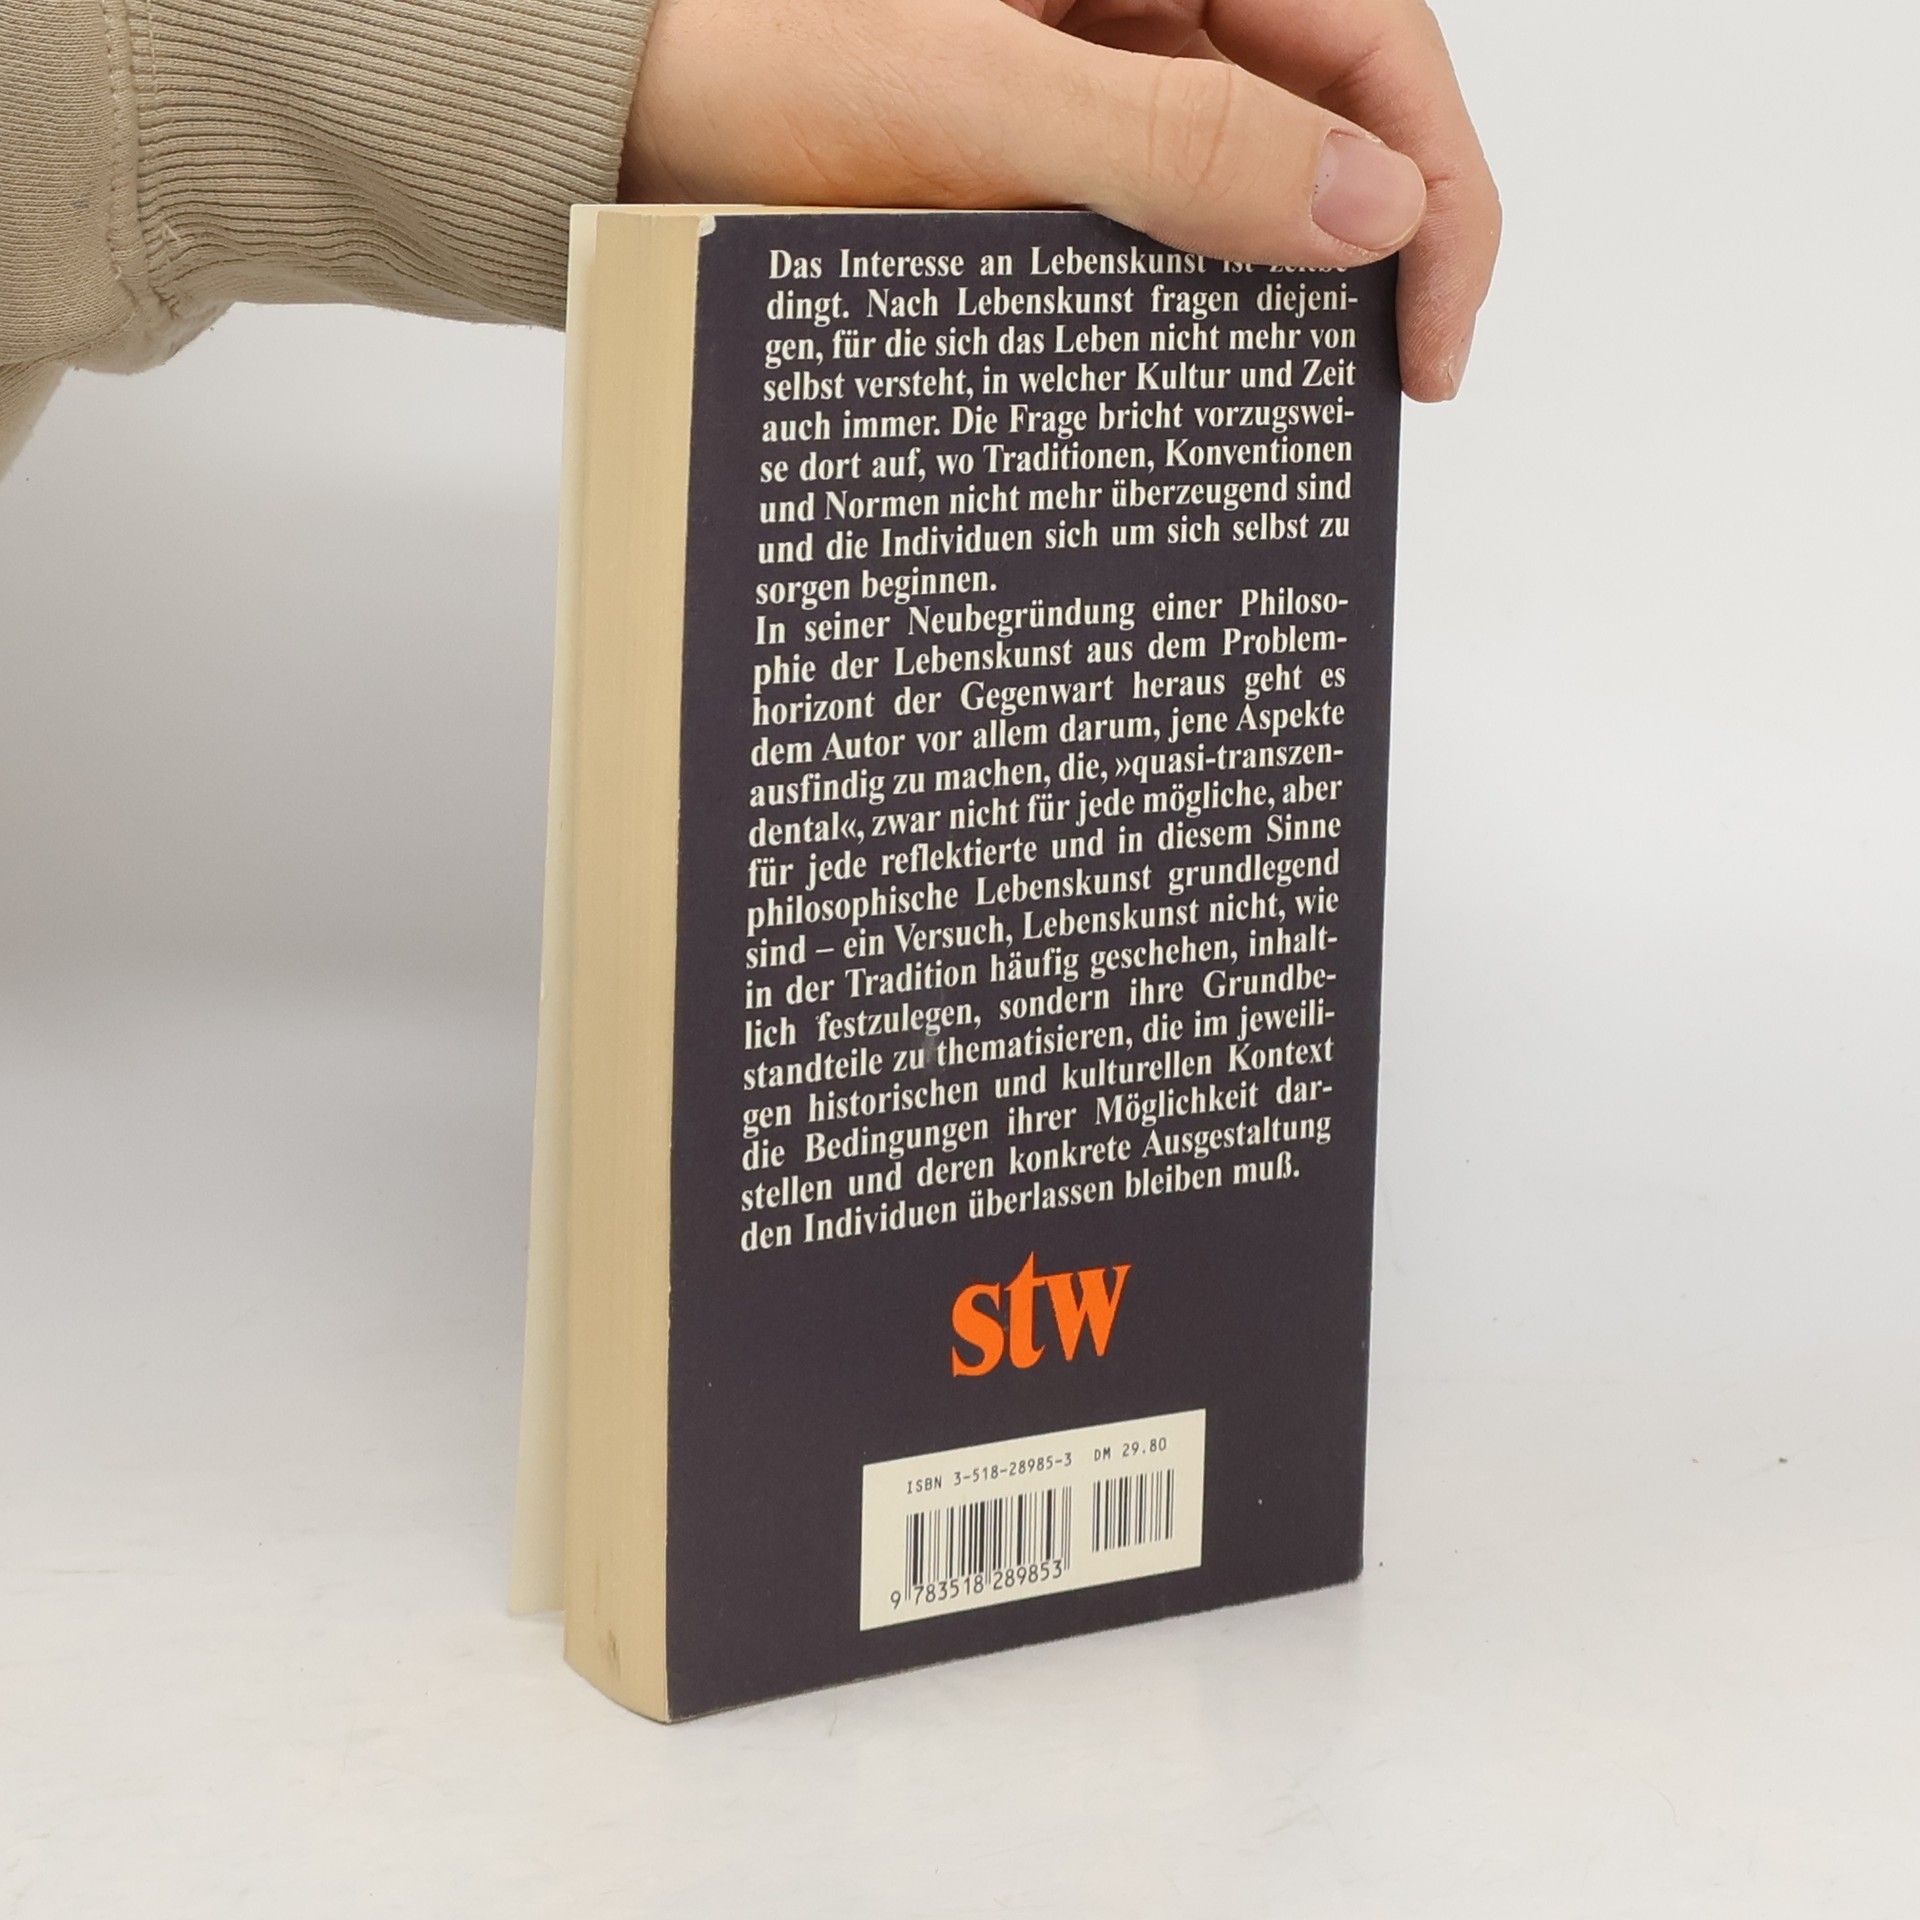 Das Interesse an Lebenskunst ist zeitbe-
dingt. Nach Lebenskunst fragen diejeni-
gen, für die sich das Leben nicht mehr von
selbst versteht, in welcher Kultur und Zeit
auch immer. Die Frage bricht vorzugswei-
se dort auf, wo Traditionen, Konventionen
und Normen nicht mehr überzeugend sind
und die Individuen sich um sich selbst zu
sorgen beginnen.
In seiner Neubegründung einer Philoso-
phie der Lebenskunst aus dem Problem-
horizont der Gegenwart heraus geht es
dem Autor vor allem darum, jene Aspekte
ausfindig zu machen, die, »quasi-transzen-
dental«, zwar nicht für jede mögliche, aber
für jede reflektierte und in diesem Sinne
philosophische Lebenskunst grundlegend
sind – ein Versuch, Lebenskunst nicht, wie
in der Tradition häufig geschehen, inhalt-
lich festzulegen, sondern ihre Grundbe-
standteile zu thematisieren, die im jeweili-
gen historischen und kulturellen Kontext
die Bedingungen ihrer Möglichkeit dar-
stellen und deren konkrete Ausgestaltung
den Individuen überlassen bleiben muß.
stw
ISBN 3-518-28985-3 DM 29.80
9 783518 289853